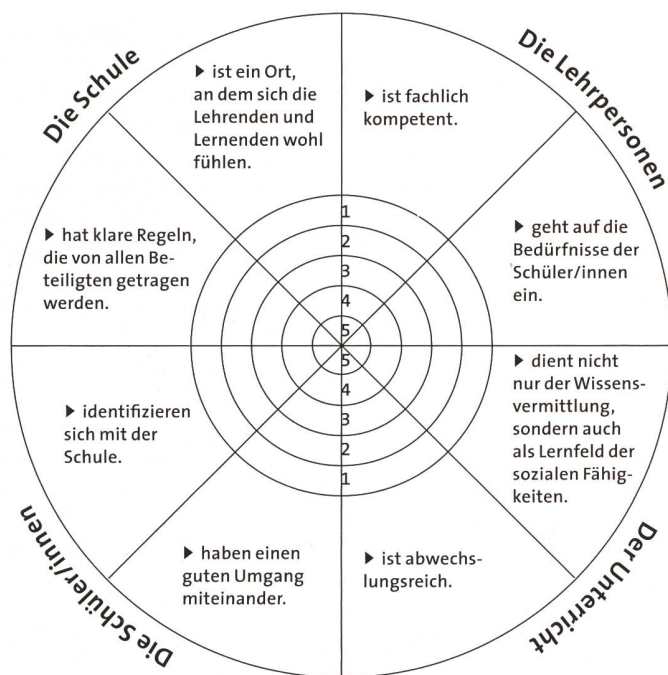 Die Schule
▶ ist ein Ort,
an dem sich die
Lehrenden und
Lernenden wohl
fühlen.
▶ hat klare Regeln,
die von allen Be-
teiligten getragen
werden.
Die Lehrpersonen
▶ ist fachlich
kompetent.
▶ geht auf die
Bedürfnisse der
Schüler/innen
ein.
1
2
3
4
5
5
4
3
2
1
Die Schüler/innen
▶ identifizieren
sich mit der
Schule.
▶ haben einen
guten Umgang
miteinander.
Der Unterricht
▶ dient nicht
nur der Wissens-
vermittlung,
sondern auch
als Lernfeld der
sozialen Fähig-
keiten.
▶ ist abwechs-
lungsreich.